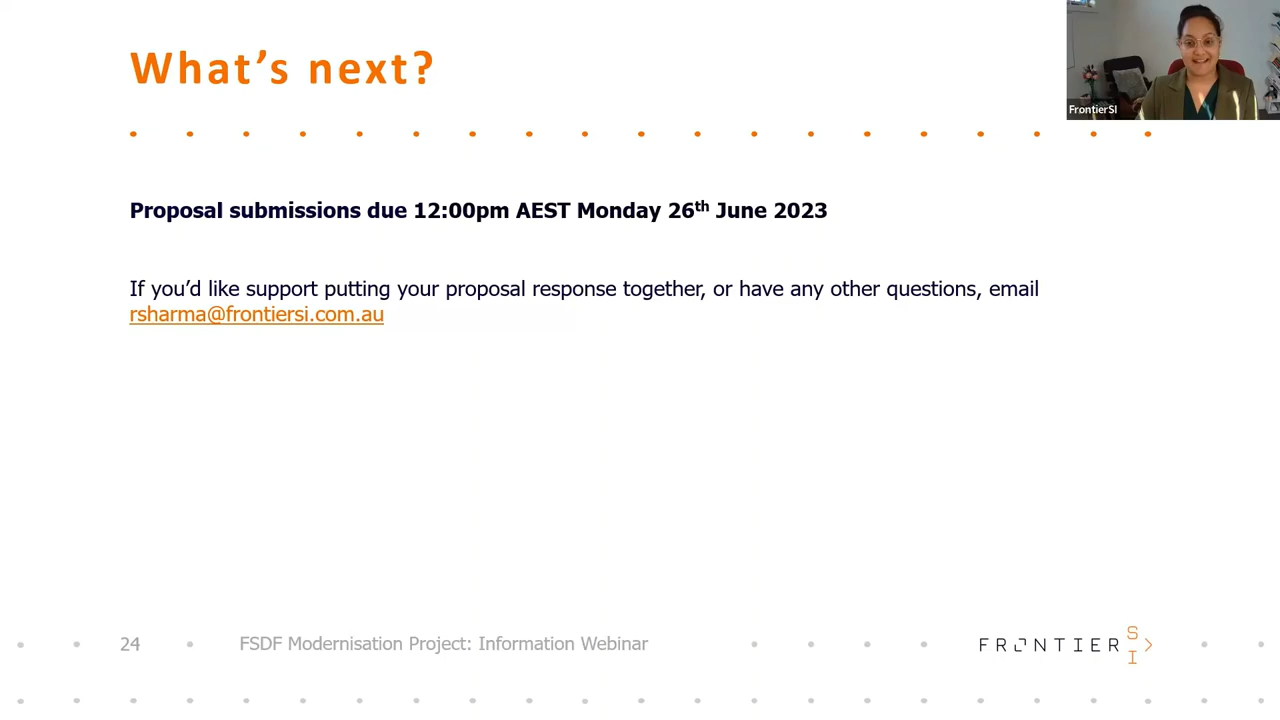 What's next?
FrontierSI
Proposal submissions due 12:00pm AEST Monday 26th June 2023
If you'd like support putting your proposal response together, or have any other questions, email
rsharma@frontiersi.com.au
24
FSDF Modernisation Project: Information Webinar
FRONTIER SI